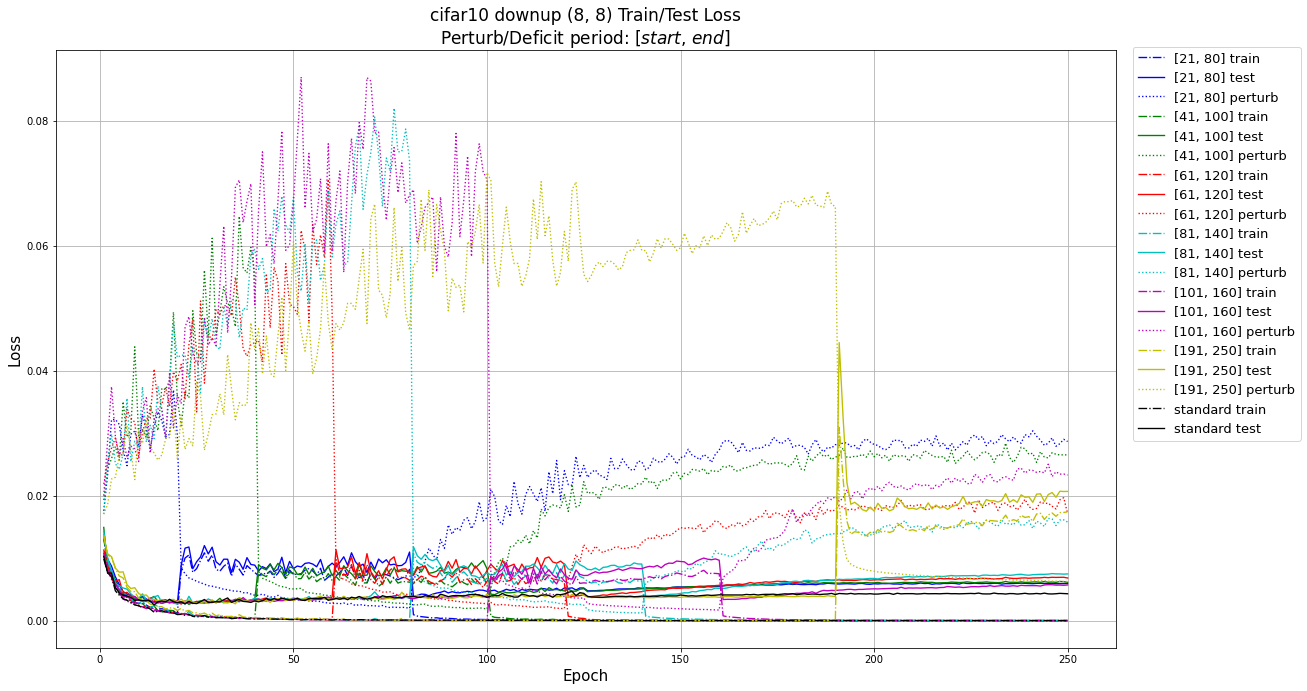 cifar10 downup (8, 8) Train/Test Loss
Perturb/Deficit period: [start, end]
Loss
0.08
0.06
0.04
0.02
0.00
0
50
100
150
200
250
Epoch
[21, 80] train
[21, 80] test
[21, 80] perturb
[41, 100] train
[41, 100] test
[41, 100] perturb
[61, 120] train
[61, 120] test
[61, 120] perturb
[81, 140] train
[81, 140] test
[81, 140] perturb
[101, 160] train
[101, 160] test
[101, 160] perturb
[191, 250] train
[191, 250] test
[191, 250] perturb
standard train
standard test